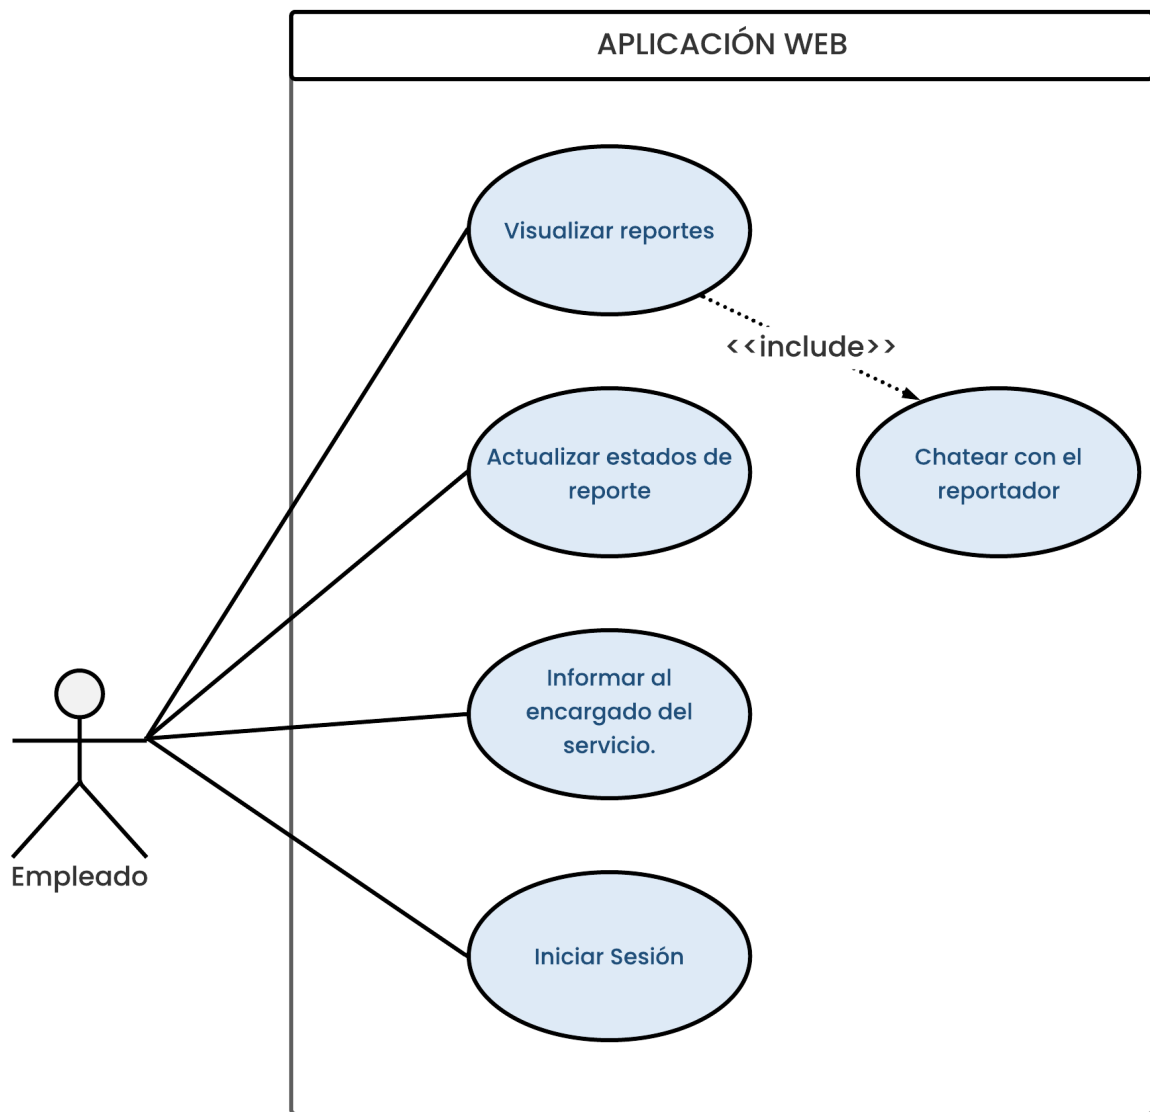 APLICACIÓN WEB
Visualizar reportes
<<include>>
Actualizar estados de
reporte
Chatear con el
reportador
Informar al
encargado del
servicio.
Empleado
Iniciar Sesión